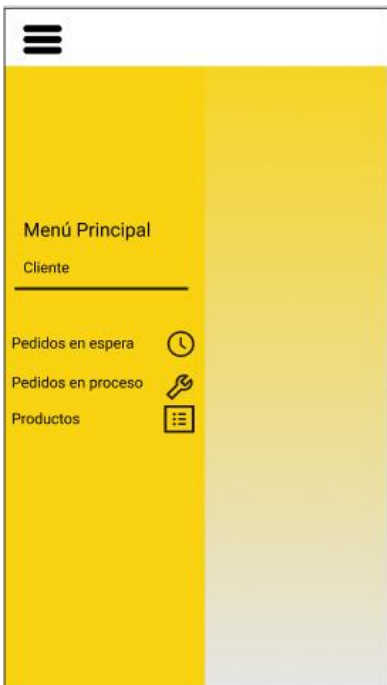 Menú Principal
Cliente
Pedidos en espera
Pedidos en proceso
Productos